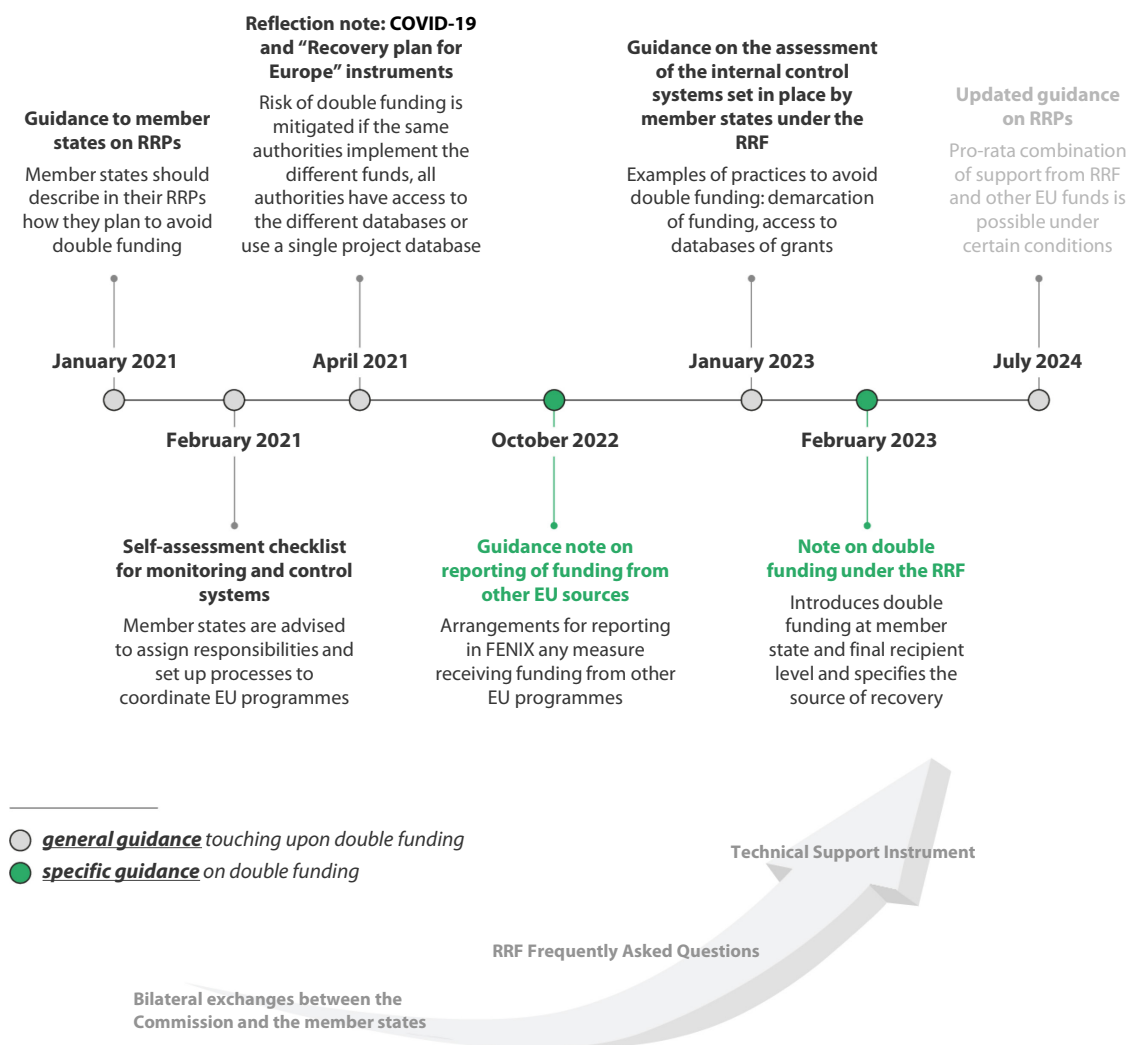 Reflection note: COVID-19
and “Recovery plan for
Europe” instruments
Risk of double funding is
mitigated if the same
authorities implement the
different funds, all
authorities have access to
the different databases or
use a single project database
Guidance on the assessment
of the internal control
systems set in place by
member states under the
RRF
Examples of practices to avoid
double funding: demarcation
of funding, access to
databases of grants
Guidance to member
states on RRPs
Member states should
describe in their RRPs
how they plan to avoid
double funding
Updated guidance
on RRPs
Pro-rata combination
of support from RRF
and other EU funds is
possible under
certain conditions
January 2021
April 2021
January 2023
July 2024
February 2021
October 2022
February 2023
Self-assessment checklist
for monitoring and control
systems
Member states are advised
to assign responsibilities and
set up processes to
coordinate EU programmes
Guidance note on
reporting of funding from
other EU sources
Arrangements for reporting
in FENIX any measure
receiving funding from other
EU programmes
Note on double
funding under the RRF
Introduces double
funding at member
state and final recipient
level and specifies the
source of recovery
general guidance touching upon double funding
specific guidance on double funding
Technical Support Instrument
RRF Frequently Asked Questions
Bilateral exchanges between the
Commission and the member states